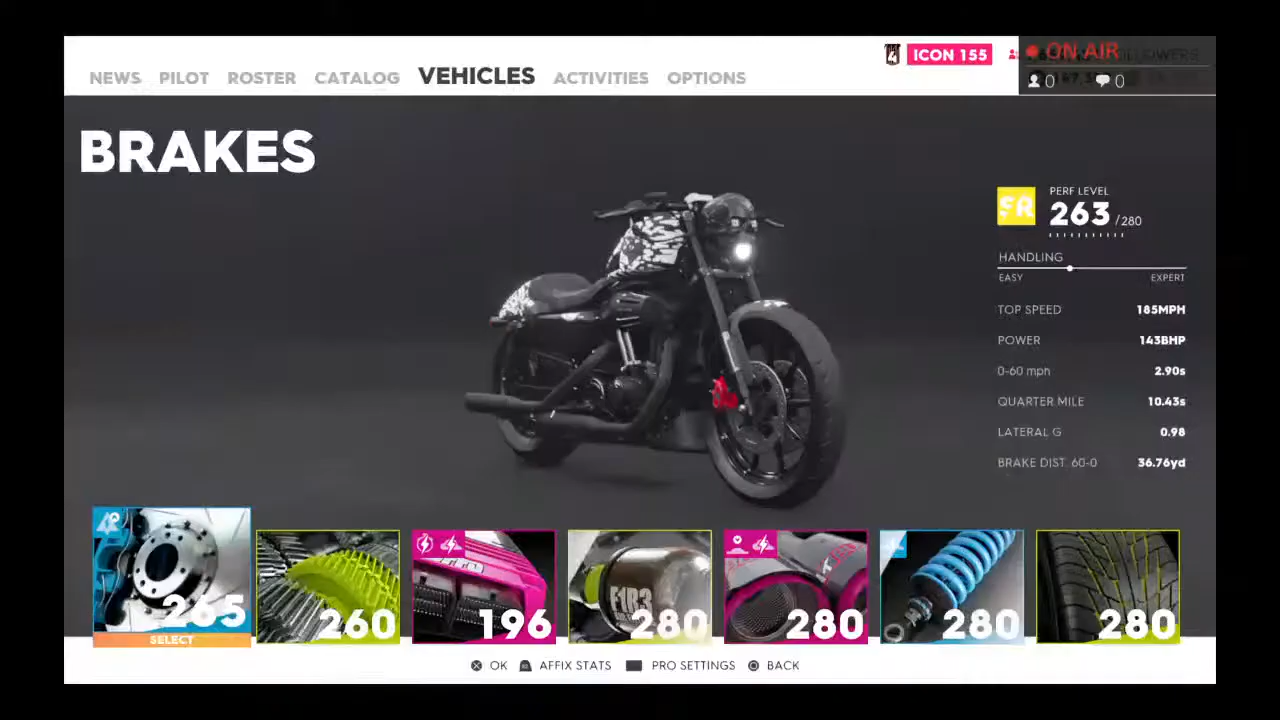 ICON 155
ON AIR
FOLLOWERS
NEWS PILOT ROSTER CATALOG VEHICLES ACTIVITIES OPTIONS
0 0
BRAKES
SR
PERF LEVEL
263 /280
HANDLING
EASY EXPERT
TOP SPEED 185MPH
POWER 143BHP
0-60 mph 2.90s
QUARTER MILE 10.43s
LATERAL G 0.98
BRAKE DIST. 60-0 36.76yd
265 260 196 280 280 280 280
SELECT
OK AFFIX STATS PRO SETTINGS BACK